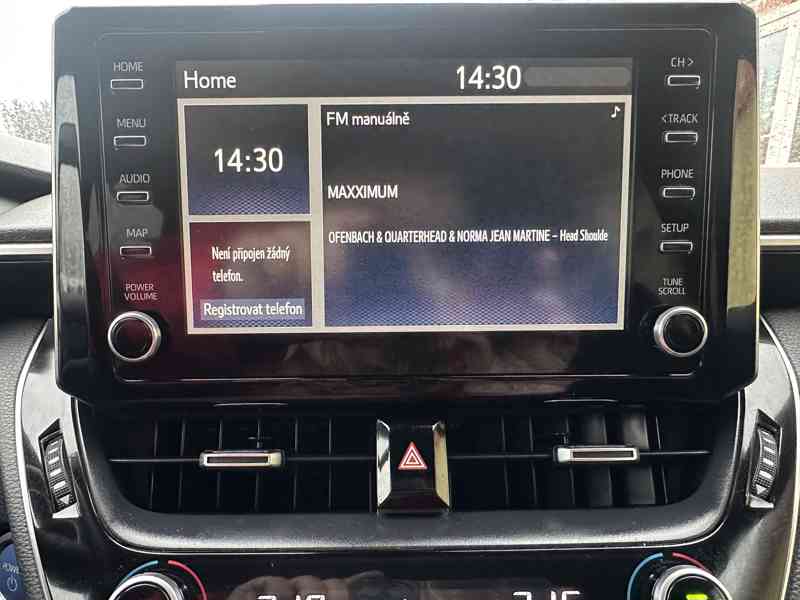 Home
14:30
14:30
FM manuálně
MAXXIMUM
OFENBACH & QUARTERHEAD & NORMA JEAN MARTINE – Head Shoulde
Není připojen žádný
telefon.
Registrovat telefon
HOME
MENU
AUDIO
MAP
POWER
VOLUME
CH >
< TRACK
PHONE
SETUP
TUNE
SCROLL
POWER